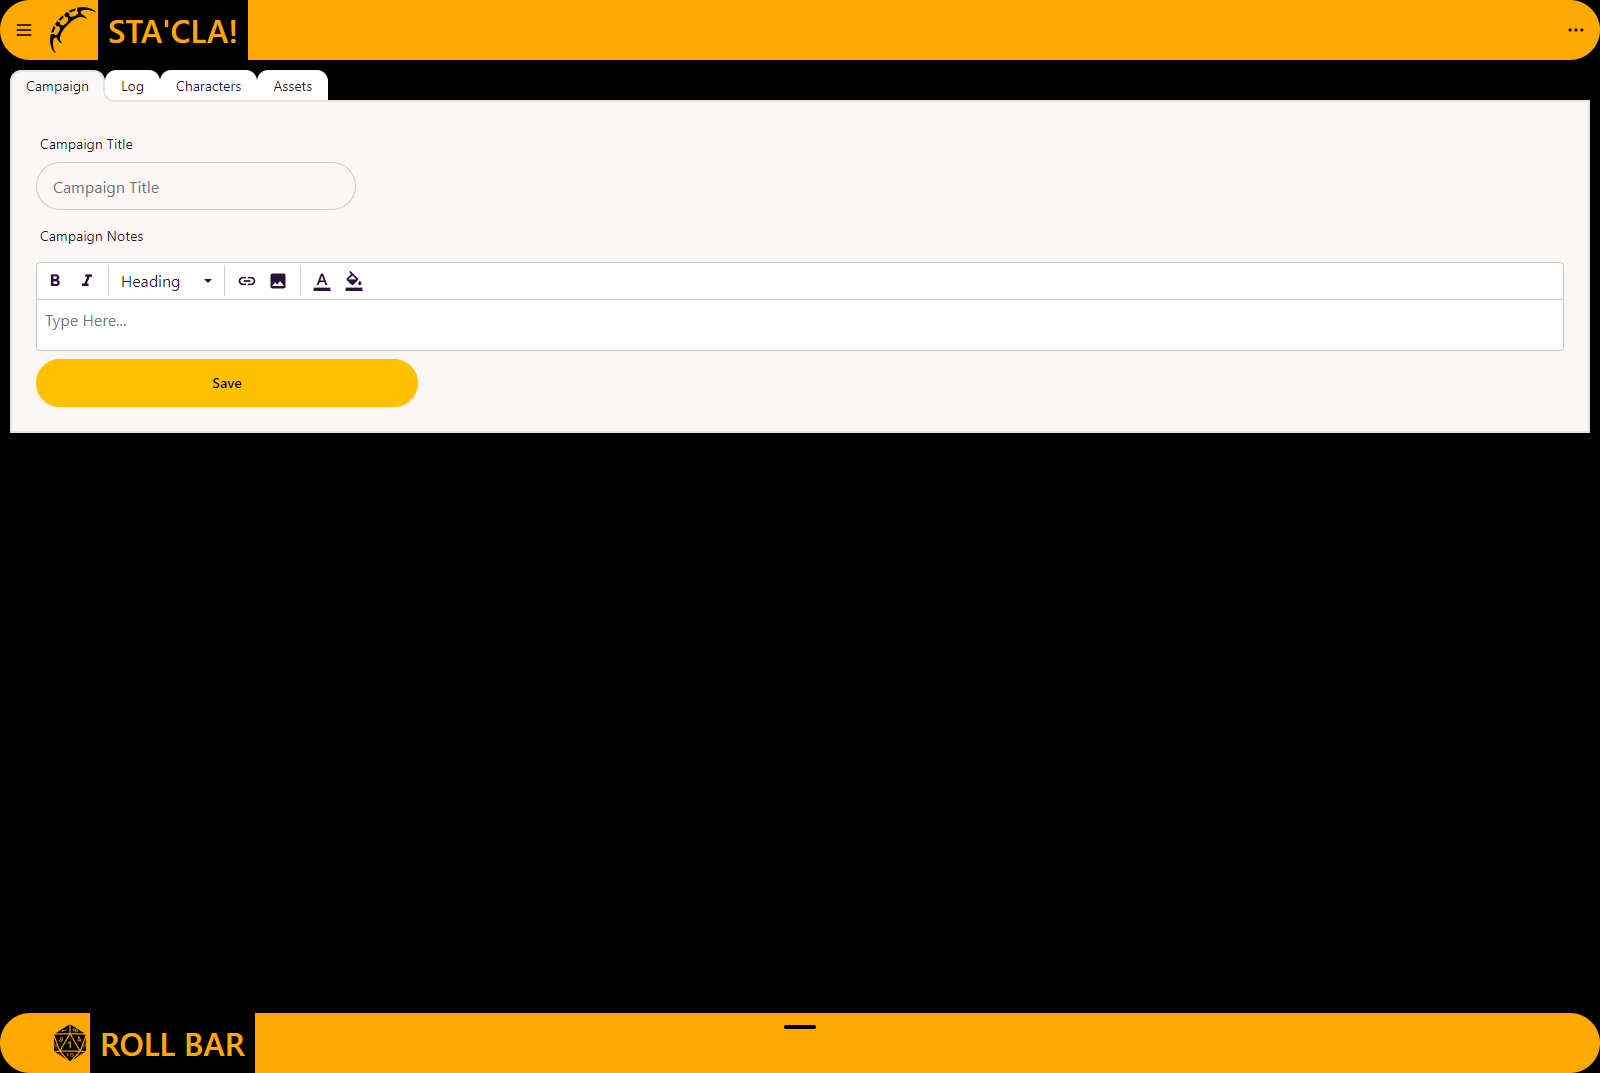 STA'CLA!
Campaign Log Characters Assets
Campaign Title
Campaign Title
Campaign Notes
B I Heading A
Type Here...
Save
ROLL BAR